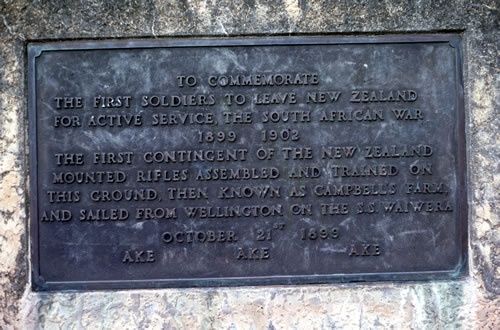 TO COMMEMORATE
THE FIRST SOLDIERS TO LEAVE NEW ZEALAND
FOR ACTIVE SERVICE, THE SOUTH AFRICAN WAR
1899 1902
THE FIRST CONTINGENT OF THE NEW ZEALAND
MOUNTED RIFLES ASSEMBLED AND TRAINED ON
THIS GROUND, THEN KNOWN AS CAMPBELL'S FARM,
AND SAILED FROM WELLINGTON ON THE S.S. WAIWERA
OCTOBER 21ST 1899
AKE AKE AKE